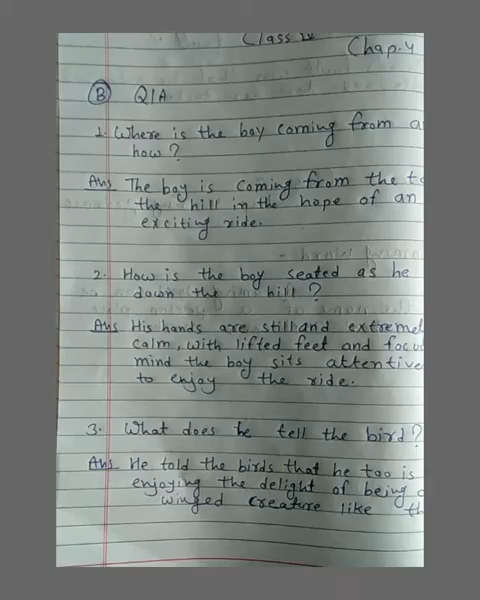 Class IV
Chap. 4
B Q1A
1. Where is the boy coming from
how?
Ans The boy is coming from the
the hill in the hope of an
exciting ride.
2. How is the boy seated as he
down the hill?
Ans His hands are still and
calm, with lifted feet and
mind the boy sits
to enjoy the ride.
3. What does he tell the bird?
Ans He told the birds that he too is
enjoying the delight of being
winged creature like